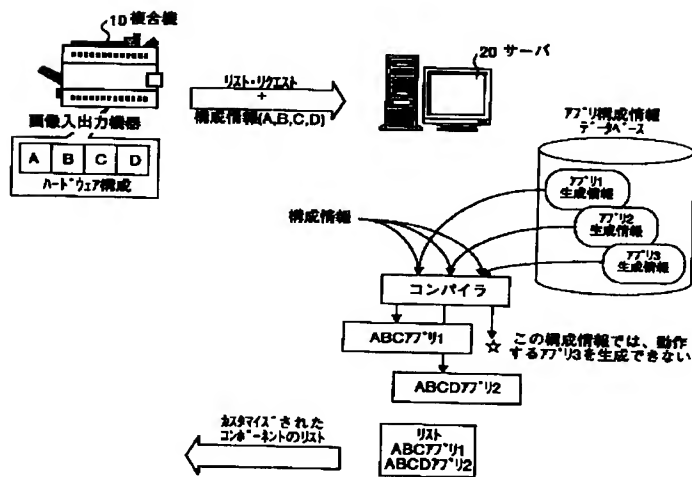 10 複合機
20 サーバ
リスト・リクエスト
+
構成情報(A,B,C,D)
画像入出力機器
A B C D
ハードウェア構成
アプリ構成情報
データベース
アプリ1
生成情報
アプリ2
生成情報
アプリ3
生成情報
構成情報
コンパイラ
ABCアプリ1
☆ この構成情報では、動作
するアプリ3を生成できない
ABCDアプリ2
カスタマイズされた
コンポーネントのリスト
リスト
ABCアプリ1
ABCDアプリ2